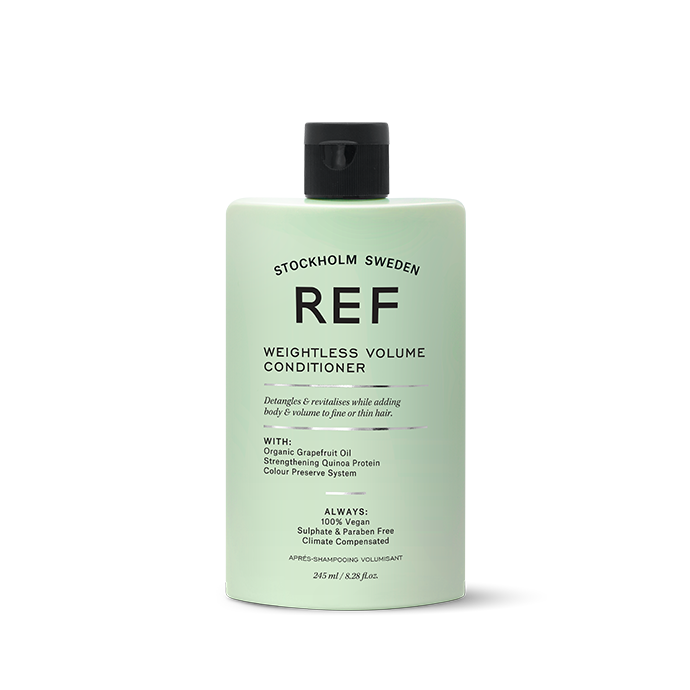 STOCKHOLM SWEDEN
REF
WEIGHTLESS VOLUME
CONDITIONER
Detangles & revitalises while adding
body & volume to fine or thin hair.
WITH:
Organic Grapefruit Oil
Strengthening Quinoa Protein
Colour Preserve System
ALWAYS:
100% Vegan
Sulphate & Paraben Free
Climate Compensated
APRÈS-SHAMPOOING VOLUMISANT
245 ml / 8.28 fl.oz.